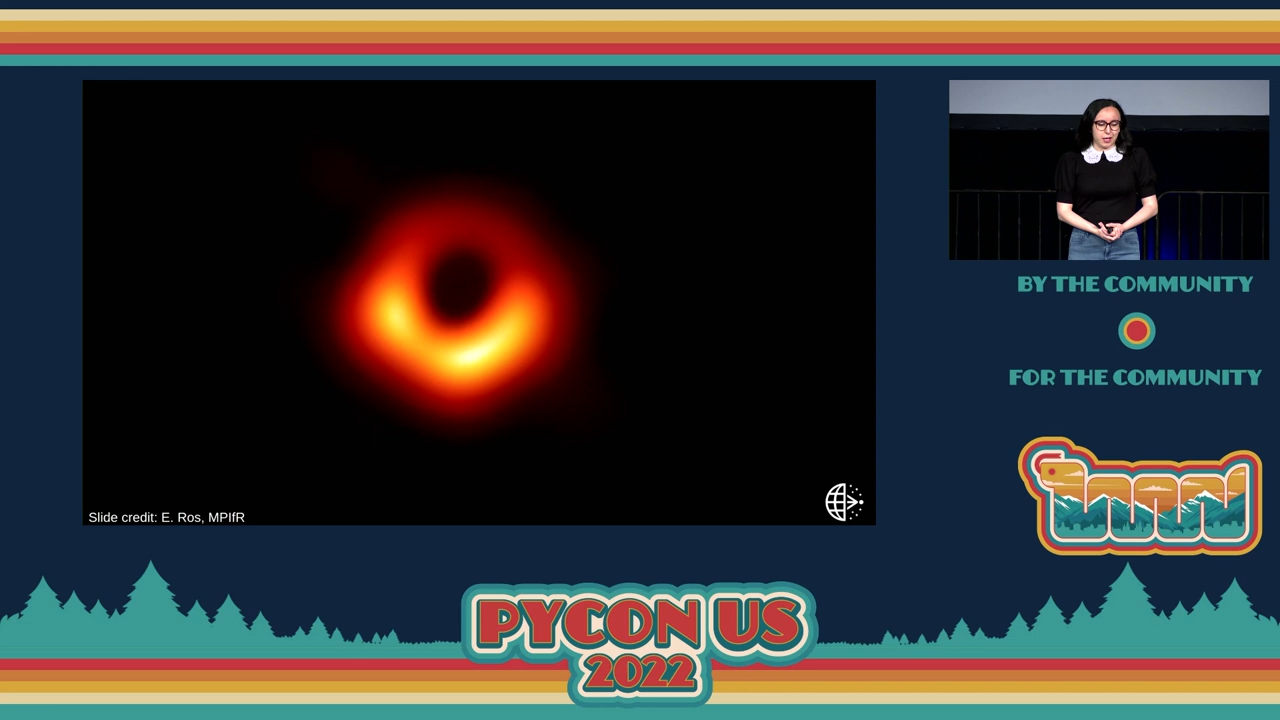 Slide credit: E. Ros, MPIfR
BY THE COMMUNITY
FOR THE COMMUNITY
PYCON US
2022